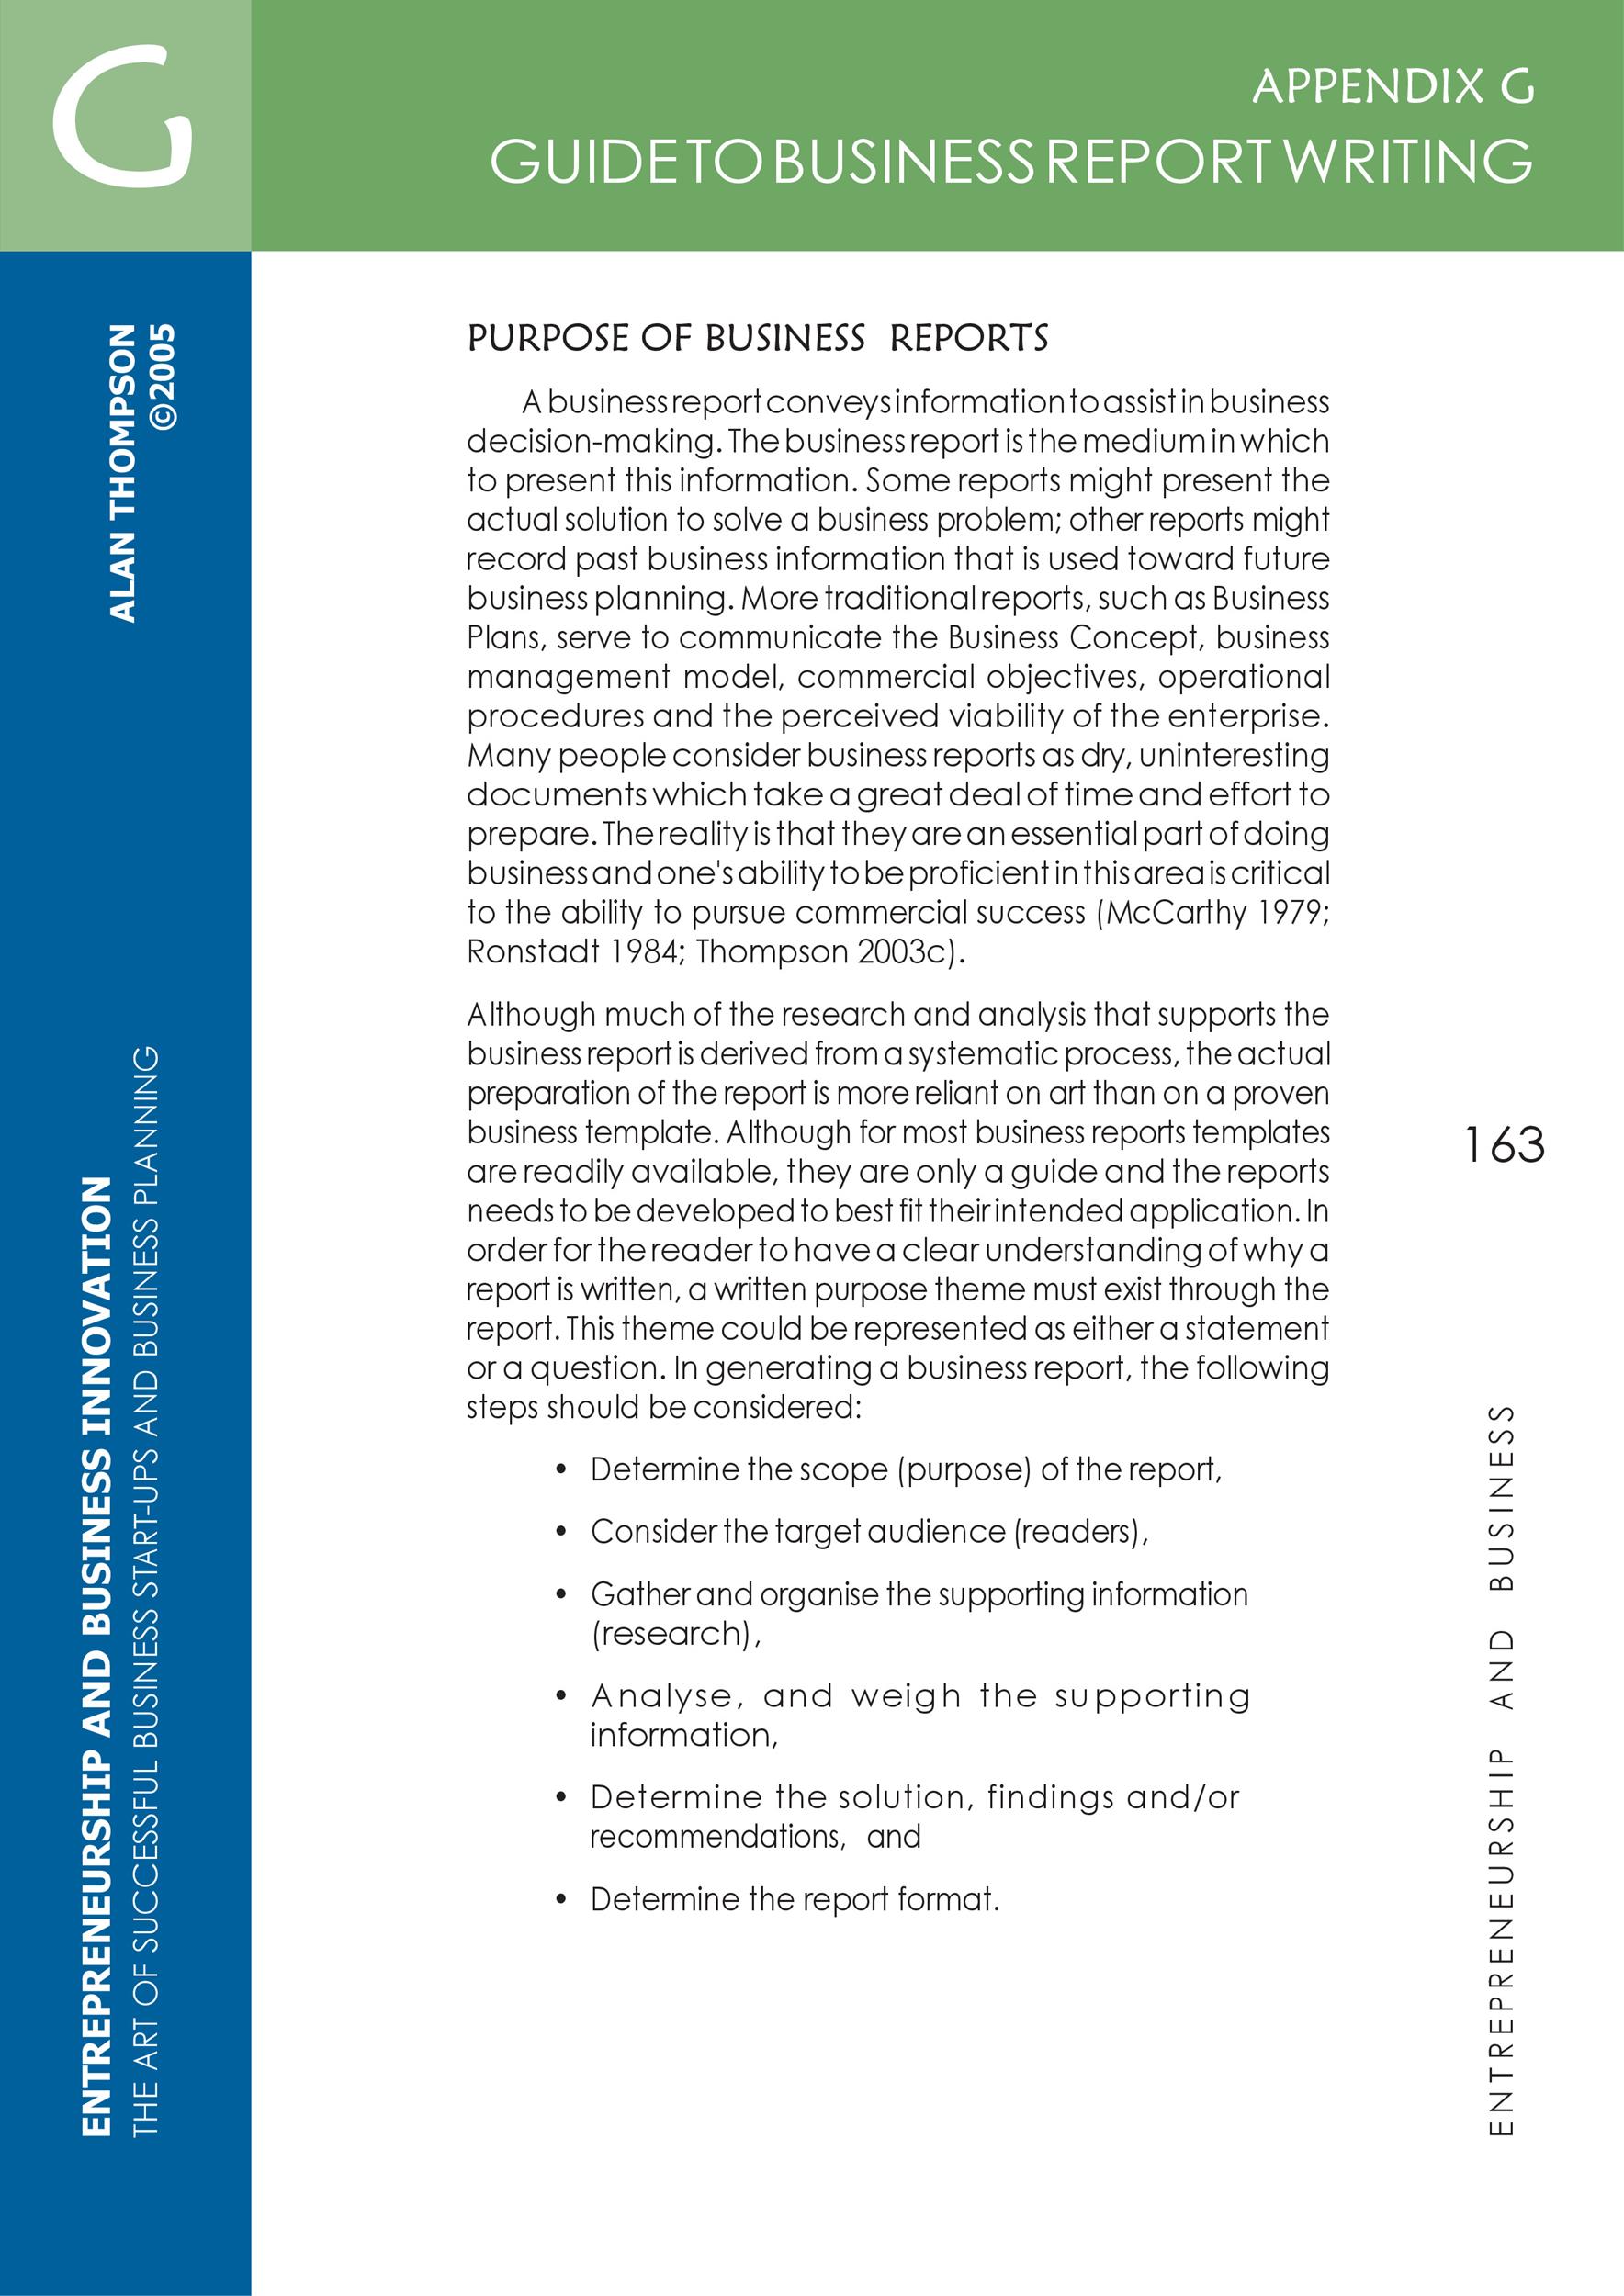 G
APPENDIX G
GUIDE TO BUSINESS REPORT WRITING
ALAN THOMPSON
©2005
ENTREPRENEURSHIP AND BUSINESS INNOVATION
THE ART OF SUCCESSFUL BUSINESS START-UPS AND BUSINESS PLANNING
PURPOSE OF BUSINESS REPORTS
A business report conveys information to assist in business
decision-making. The business report is the medium in which
to present this information. Some reports might present the
actual solution to solve a business problem; other reports might
record past business information that is used toward future
business planning. More traditional reports, such as Business
Plans, serve to communicate the Business Concept, business
management model, commercial objectives, operational
procedures and the perceived viability of the enterprise.
Many people consider business reports as dry, uninteresting
documents which take a great deal of time and effort to
prepare. The reality is that they are an essential part of doing
business and one's ability to be proficient in this area is critical
to the ability to pursue commercial success (McCarthy 1979;
Ronstadt 1984; Thompson 2003c).
Although much of the research and analysis that supports the
business report is derived from a systematic process, the actual
preparation of the report is more reliant on art than on a proven
business template. Although for most business reports templates
are readily available, they are only a guide and the reports
needs to be developed to best fit their intended application. In
order for the reader to have a clear understanding of why a
report is written, a written purpose theme must exist through the
report. This theme could be represented as either a statement
or a question. In generating a business report, the following
steps should be considered:
• Determine the scope (purpose) of the report,
• Consider the target audience (readers),
• Gather and organise the supporting information
(research),
• Analyse, and weigh the supporting
information,
• Determine the solution, findings and/or
recommendations, and
• Determine the report format.
163
ENTREPRENEURSHIP AND BUSINESS